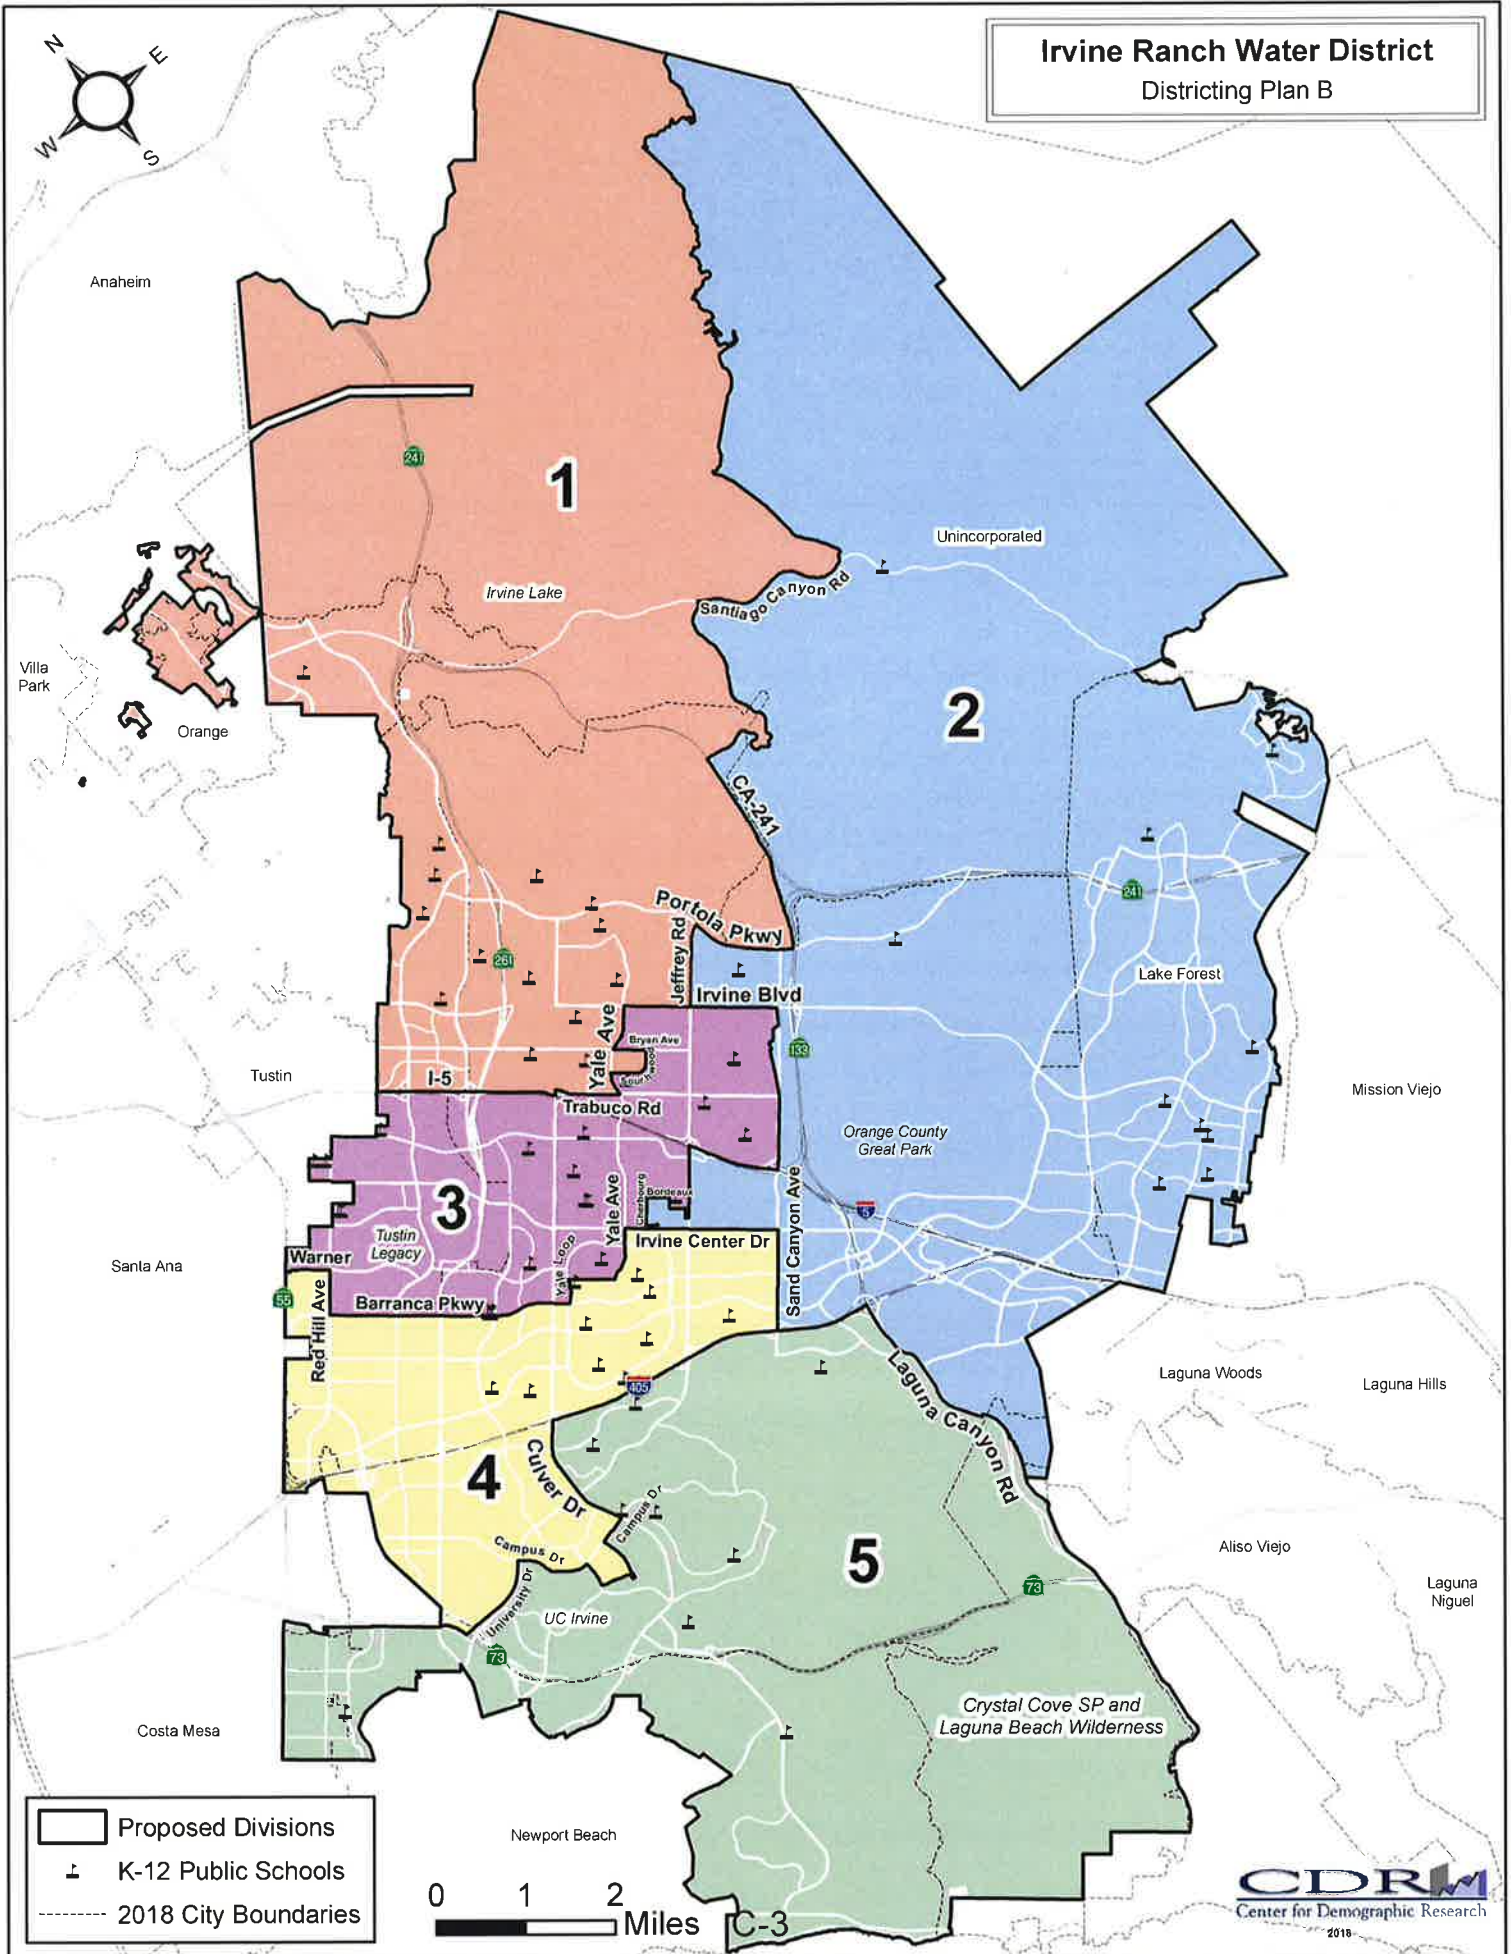 Irvine Ranch Water District
Districting Plan B
N
E
W
S
Anaheim
241
1
Unincorporated
Irvine Lake
Santiago Canyon Rd
Villa
Park
Orange
2
CA-241
241
Portola Pkwy
Jeffrey Rd
261
Lake Forest
Irvine Blvd
Yale Ave
Bryan Ave
Southwood
133
Tustin
I-5
Trabuco Rd
Mission Viejo
Orange County
Great Park
3
Yale Ave
Cherbourg
Bordeaux
Sand Canyon Ave
5
Tustin
Legacy
Yale Loop
Irvine Center Dr
Warner
Santa Ana
55
Red Hill Ave
Barranca Pkwy
405
Laguna Canyon Rd
Laguna Woods
Laguna Hills
4
Culver Dr
Campus Dr
Campus Dr
5
Aliso Viejo
University Dr
UC Irvine
73
73
Laguna
Niguel
Crystal Cove SP and
Laguna Beach Wilderness
Costa Mesa
Newport Beach
Proposed Divisions
K-12 Public Schools
2018 City Boundaries
0 1 2
Miles
C-3
CDR
Center for Demographic Research
2018